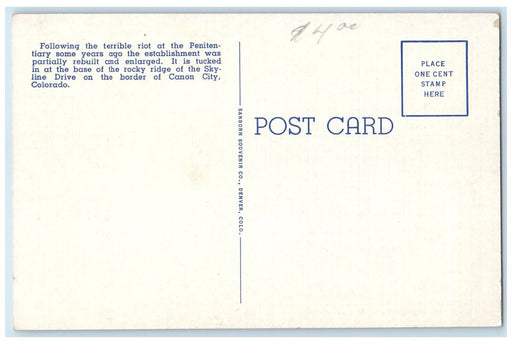 Following the terrible riot at the Peniten-
tiary some years ago the establishment was
partially rebuilt and enlarged. It is tucked
in at the base of the rocky ridge of the Sky-
line Drive on the border of Canon City,
Colorado.
SANBORN SOUVENIR CO., DENVER, COLO.
$4.00
POST CARD
PLACE
ONE CENT
STAMP
HERE